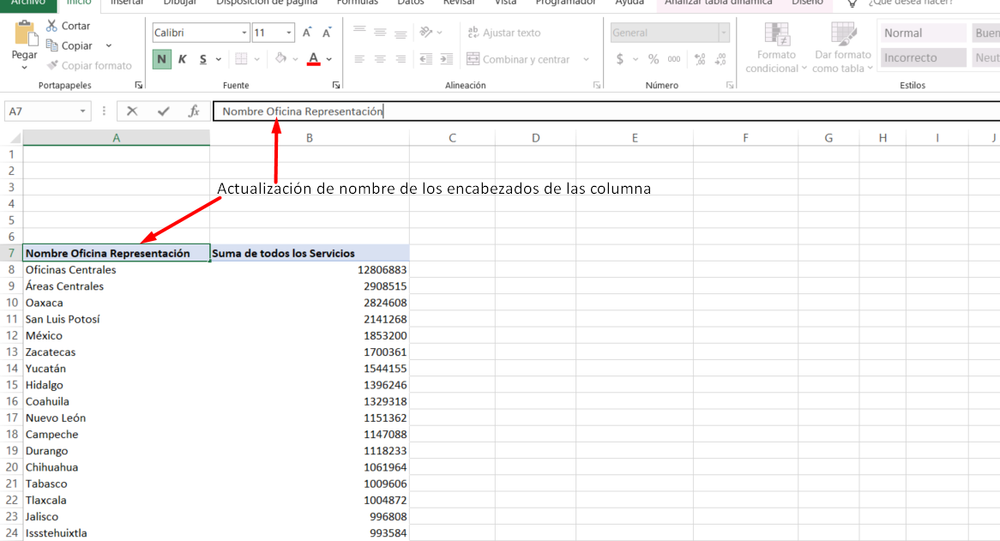 Archivo Inicio Insertar Dibujar Disposición de página Fórmulas Datos Revisar Vista Programador Ayuda Analizar tabla dinámica Diseño ¿Qué desea hacer?
Pegar
Cortar
Copiar
Copiar formato
Portapapeles
Calibri 11
N K S
Fuente
ab Ajustar texto
Combinar y centrar
Alineación
General
$ % 000
Número
Formato condicional
Dar formato como tabla
Normal Buen
Incorrecto Neut
Estilos
A7 fx Nombre Oficina Representación
A B C D E F G H I J
1
2
3 Actualización de nombre de los encabezados de las columna
4
5
6
7 Nombre Oficina Representación Suma de todos los Servicios
8 Oficinas Centrales 12806883
9 Áreas Centrales 2908515
10 Oaxaca 2824608
11 San Luis Potosí 2141268
12 México 1853200
13 Zacatecas 1700361
14 Yucatán 1544155
15 Hidalgo 1396246
16 Coahuila 1329318
17 Nuevo León 1151362
18 Campeche 1147088
19 Durango 1118233
20 Chihuahua 1061964
21 Tabasco 1009606
22 Tlaxcala 1004872
23 Jalisco 996808
24 Issstehuixtla 993584